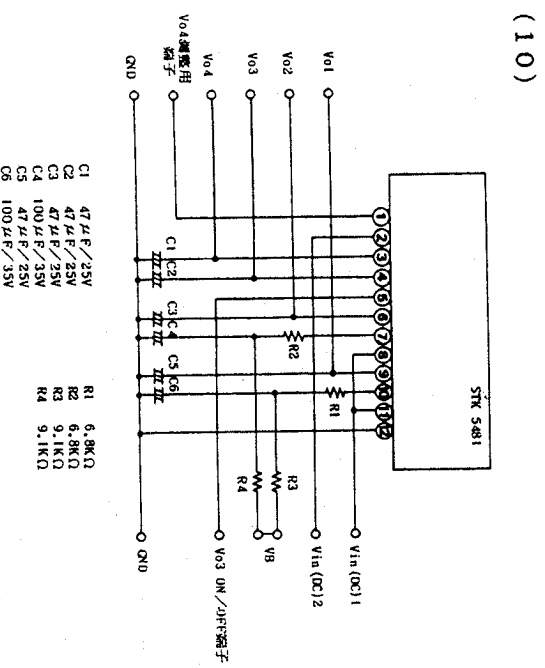 (10)
STK 5481
① ② ③ ④ ⑤ ⑥ ⑦ ⑧ ⑨ ⑩ ⑪ ⑫
Vo1
Vo2
Vo3
Vo4
Vo4調整用
端子
GND
C1 C2
C3 C4
C5 C6
R2
R1
R4
R3
Vin(DC)1
Vin(DC)2
VB
Vo3 ON/OFF端子
GND
C1 47μF/25V
C2 47μF/25V
C3 47μF/25V
C4 100μF/35V
C5 47μF/25V
C6 100μF/35V
R1 6.8KΩ
R2 6.8KΩ
R3 9.1KΩ
R4 9.1KΩ